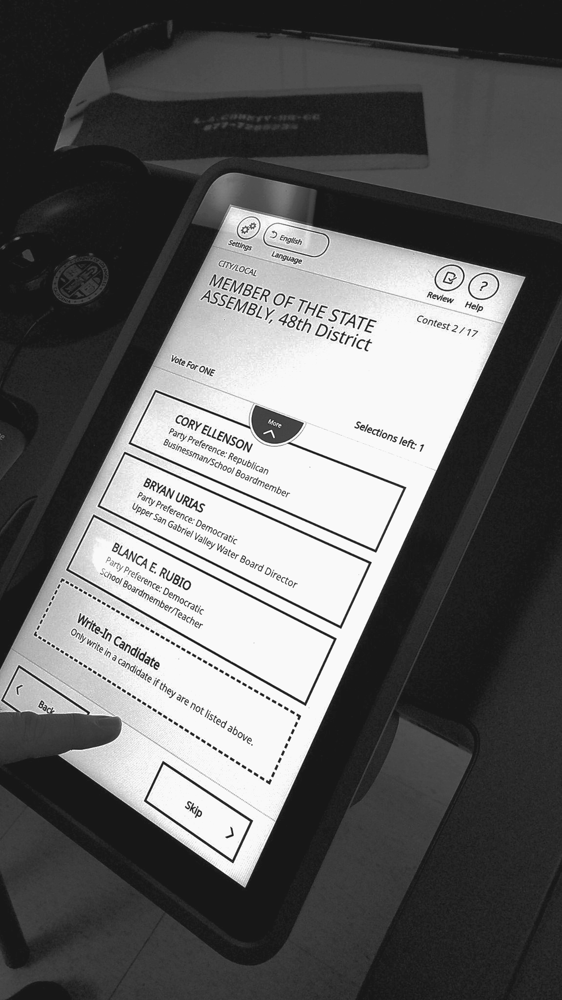 Settings
English
Language
Review
Help
CITY/LOCAL
MEMBER OF THE STATE
ASSEMBLY, 48th District
Contest 2 / 17
Vote For ONE
Selections left: 1
More
CORY ELLENSON
Party Preference: Republican
Businessman/School Boardmember
BRYAN URIAS
Party Preference: Democratic
Upper San Gabriel Valley Water Board Director
BLANCA E. RUBIO
Party Preference: Democratic
School Boardmember/Teacher
Write-In Candidate
Only write in a candidate if they are not listed above.
Back
Skip